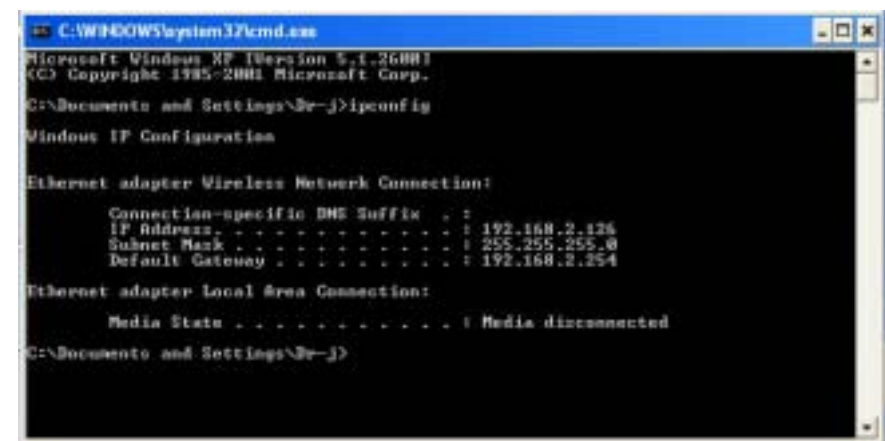 C:\WINDOWS\system32\cmd.exe
Microsoft Windows XP [Version 5.1.2600]
(C) Copyright 1985-2001 Microsoft Corp.
C:\Documents and Settings\Dr-j>ipconfig
Windows IP Configuration
Ethernet adapter Wireless Network Connection:
Connection-specific DNS Suffix . :
IP Address. . . . . . . . . . . . : 192.168.2.126
Subnet Mask . . . . . . . . . . . : 255.255.255.0
Default Gateway . . . . . . . . . : 192.168.2.254
Ethernet adapter Local Area Connection:
Media State . . . . . . . . . . . : Media disconnected
C:\Documents and Settings\Dr-j>